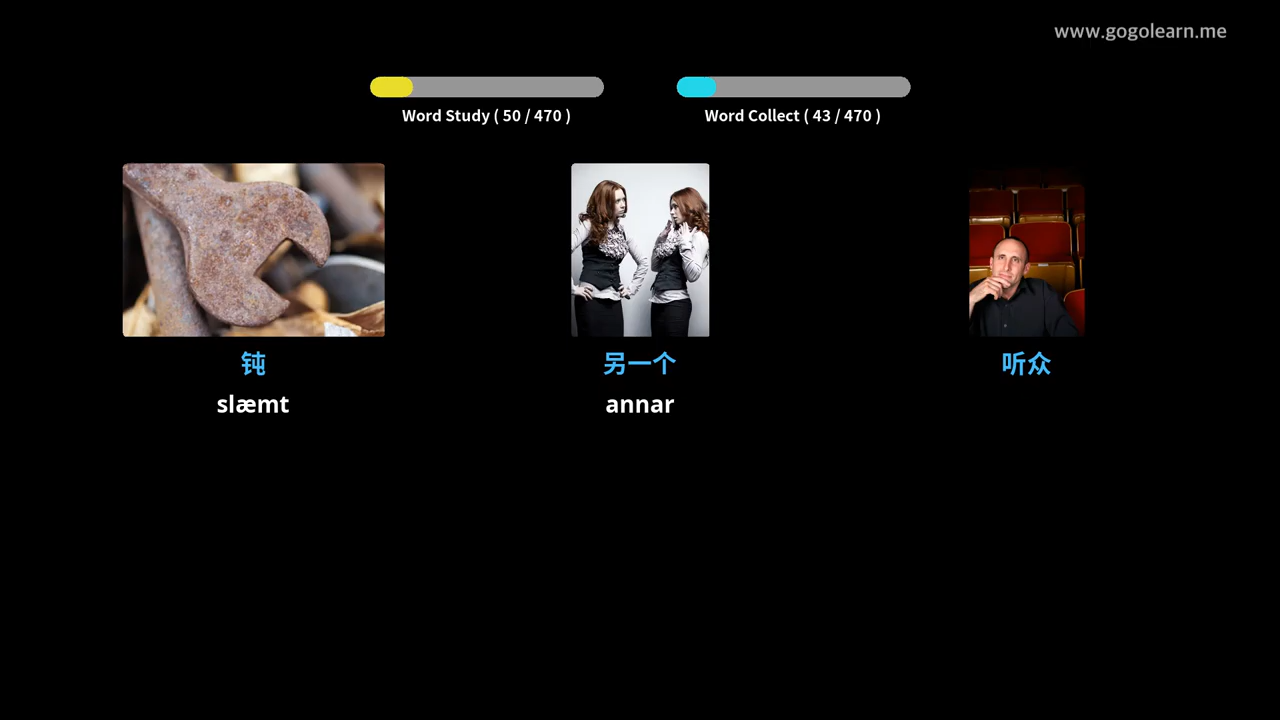 www.gogolearn.me
Word Study ( 50 / 470 )
Word Collect ( 43 / 470 )
钝
另一个
听众
slæmt
annar